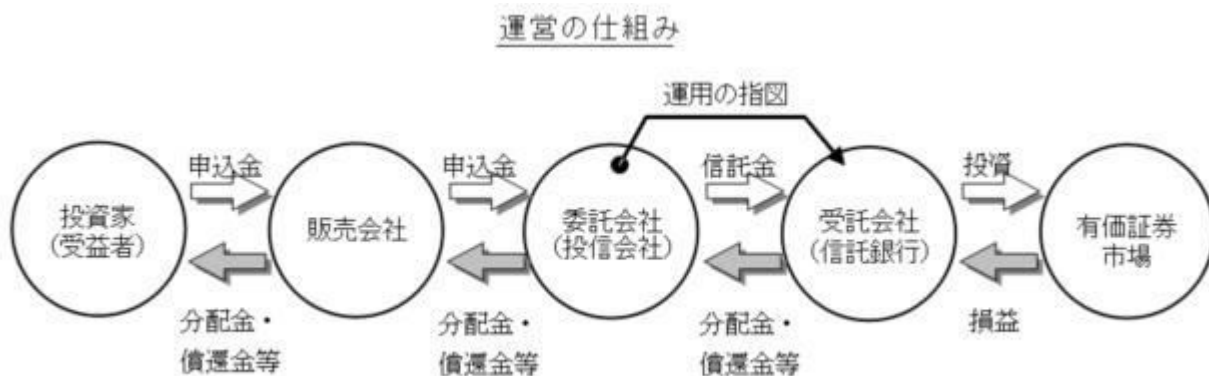 運営の仕組み
運用の指図
申込金
申込金
信託金
投資
投資家
(受益者)
販売会社
委託会社
(投信会社)
受託会社
(信託銀行)
有価証券
市場
分配金・
償還金等
分配金・
償還金等
分配金・
償還金等
損益